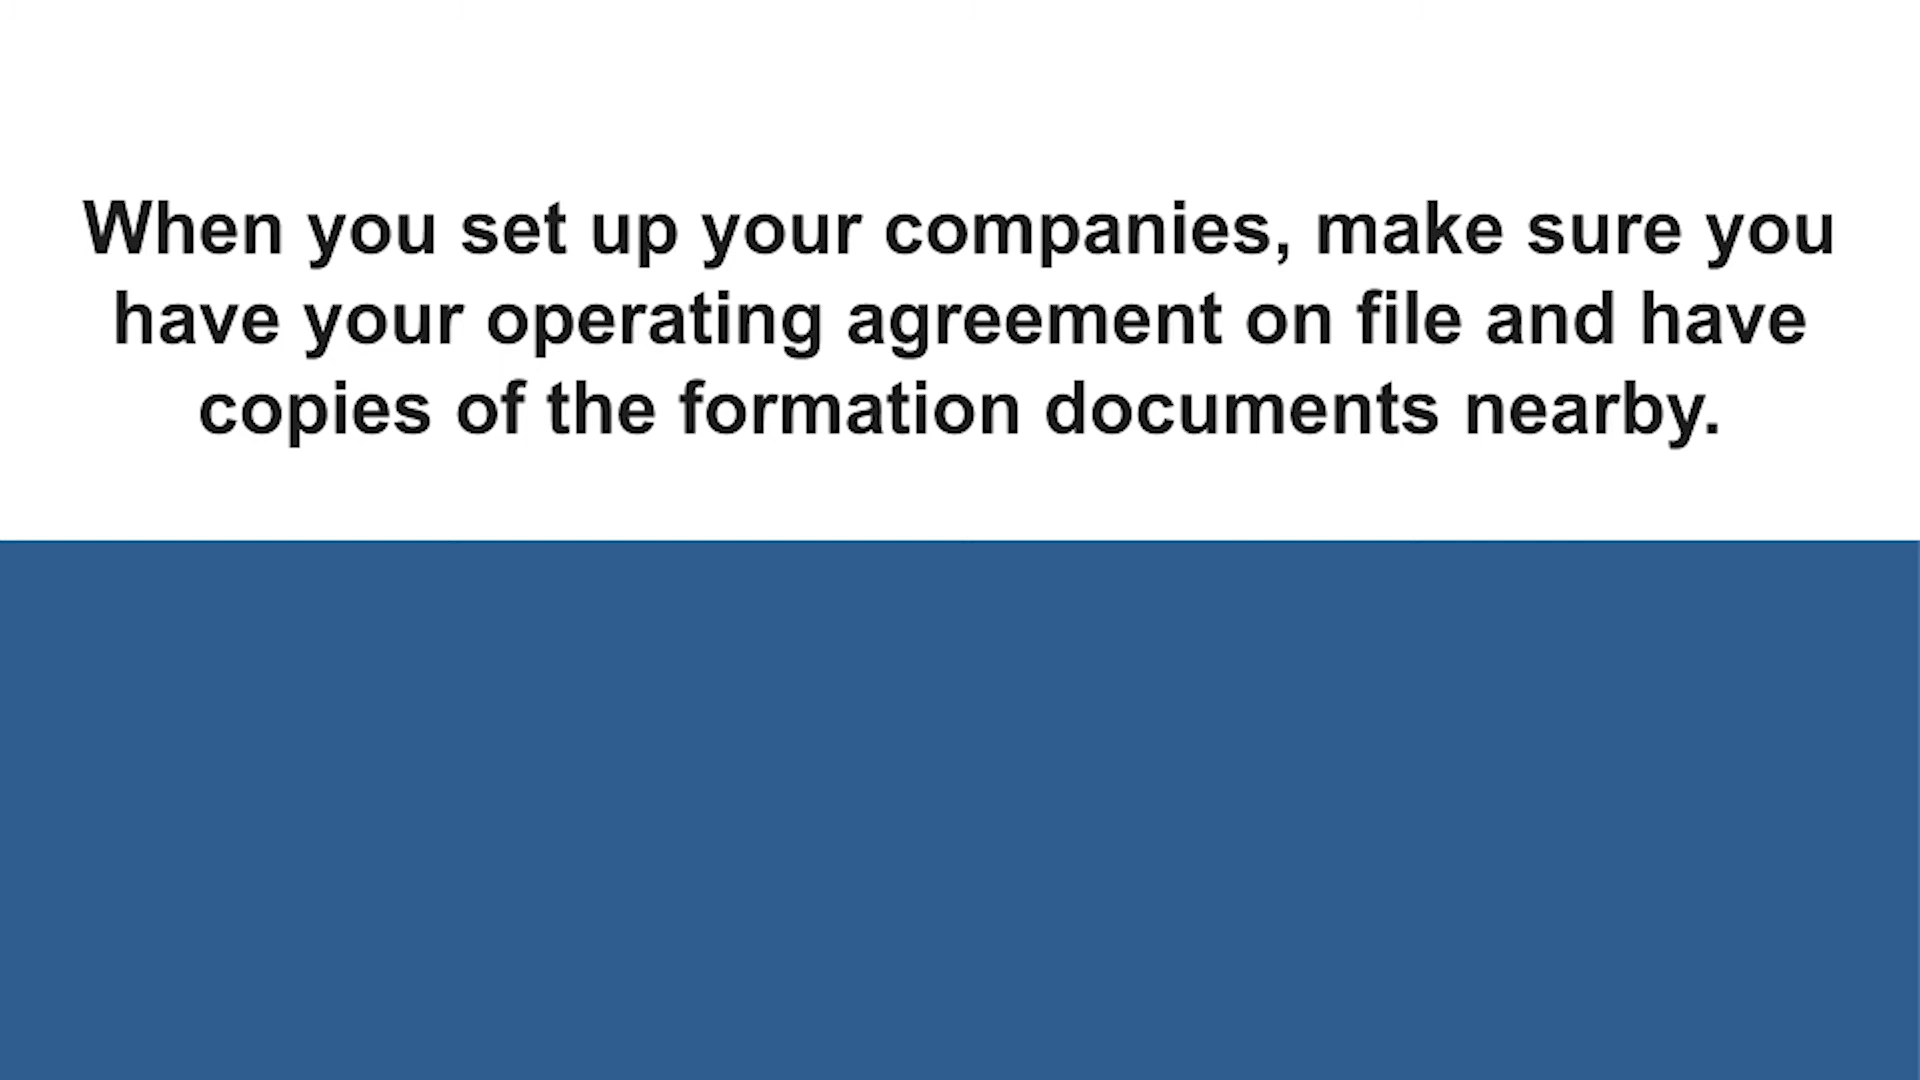 When you set up your companies, make sure you
have your operating agreement on file and have
copies of the formation documents nearby.